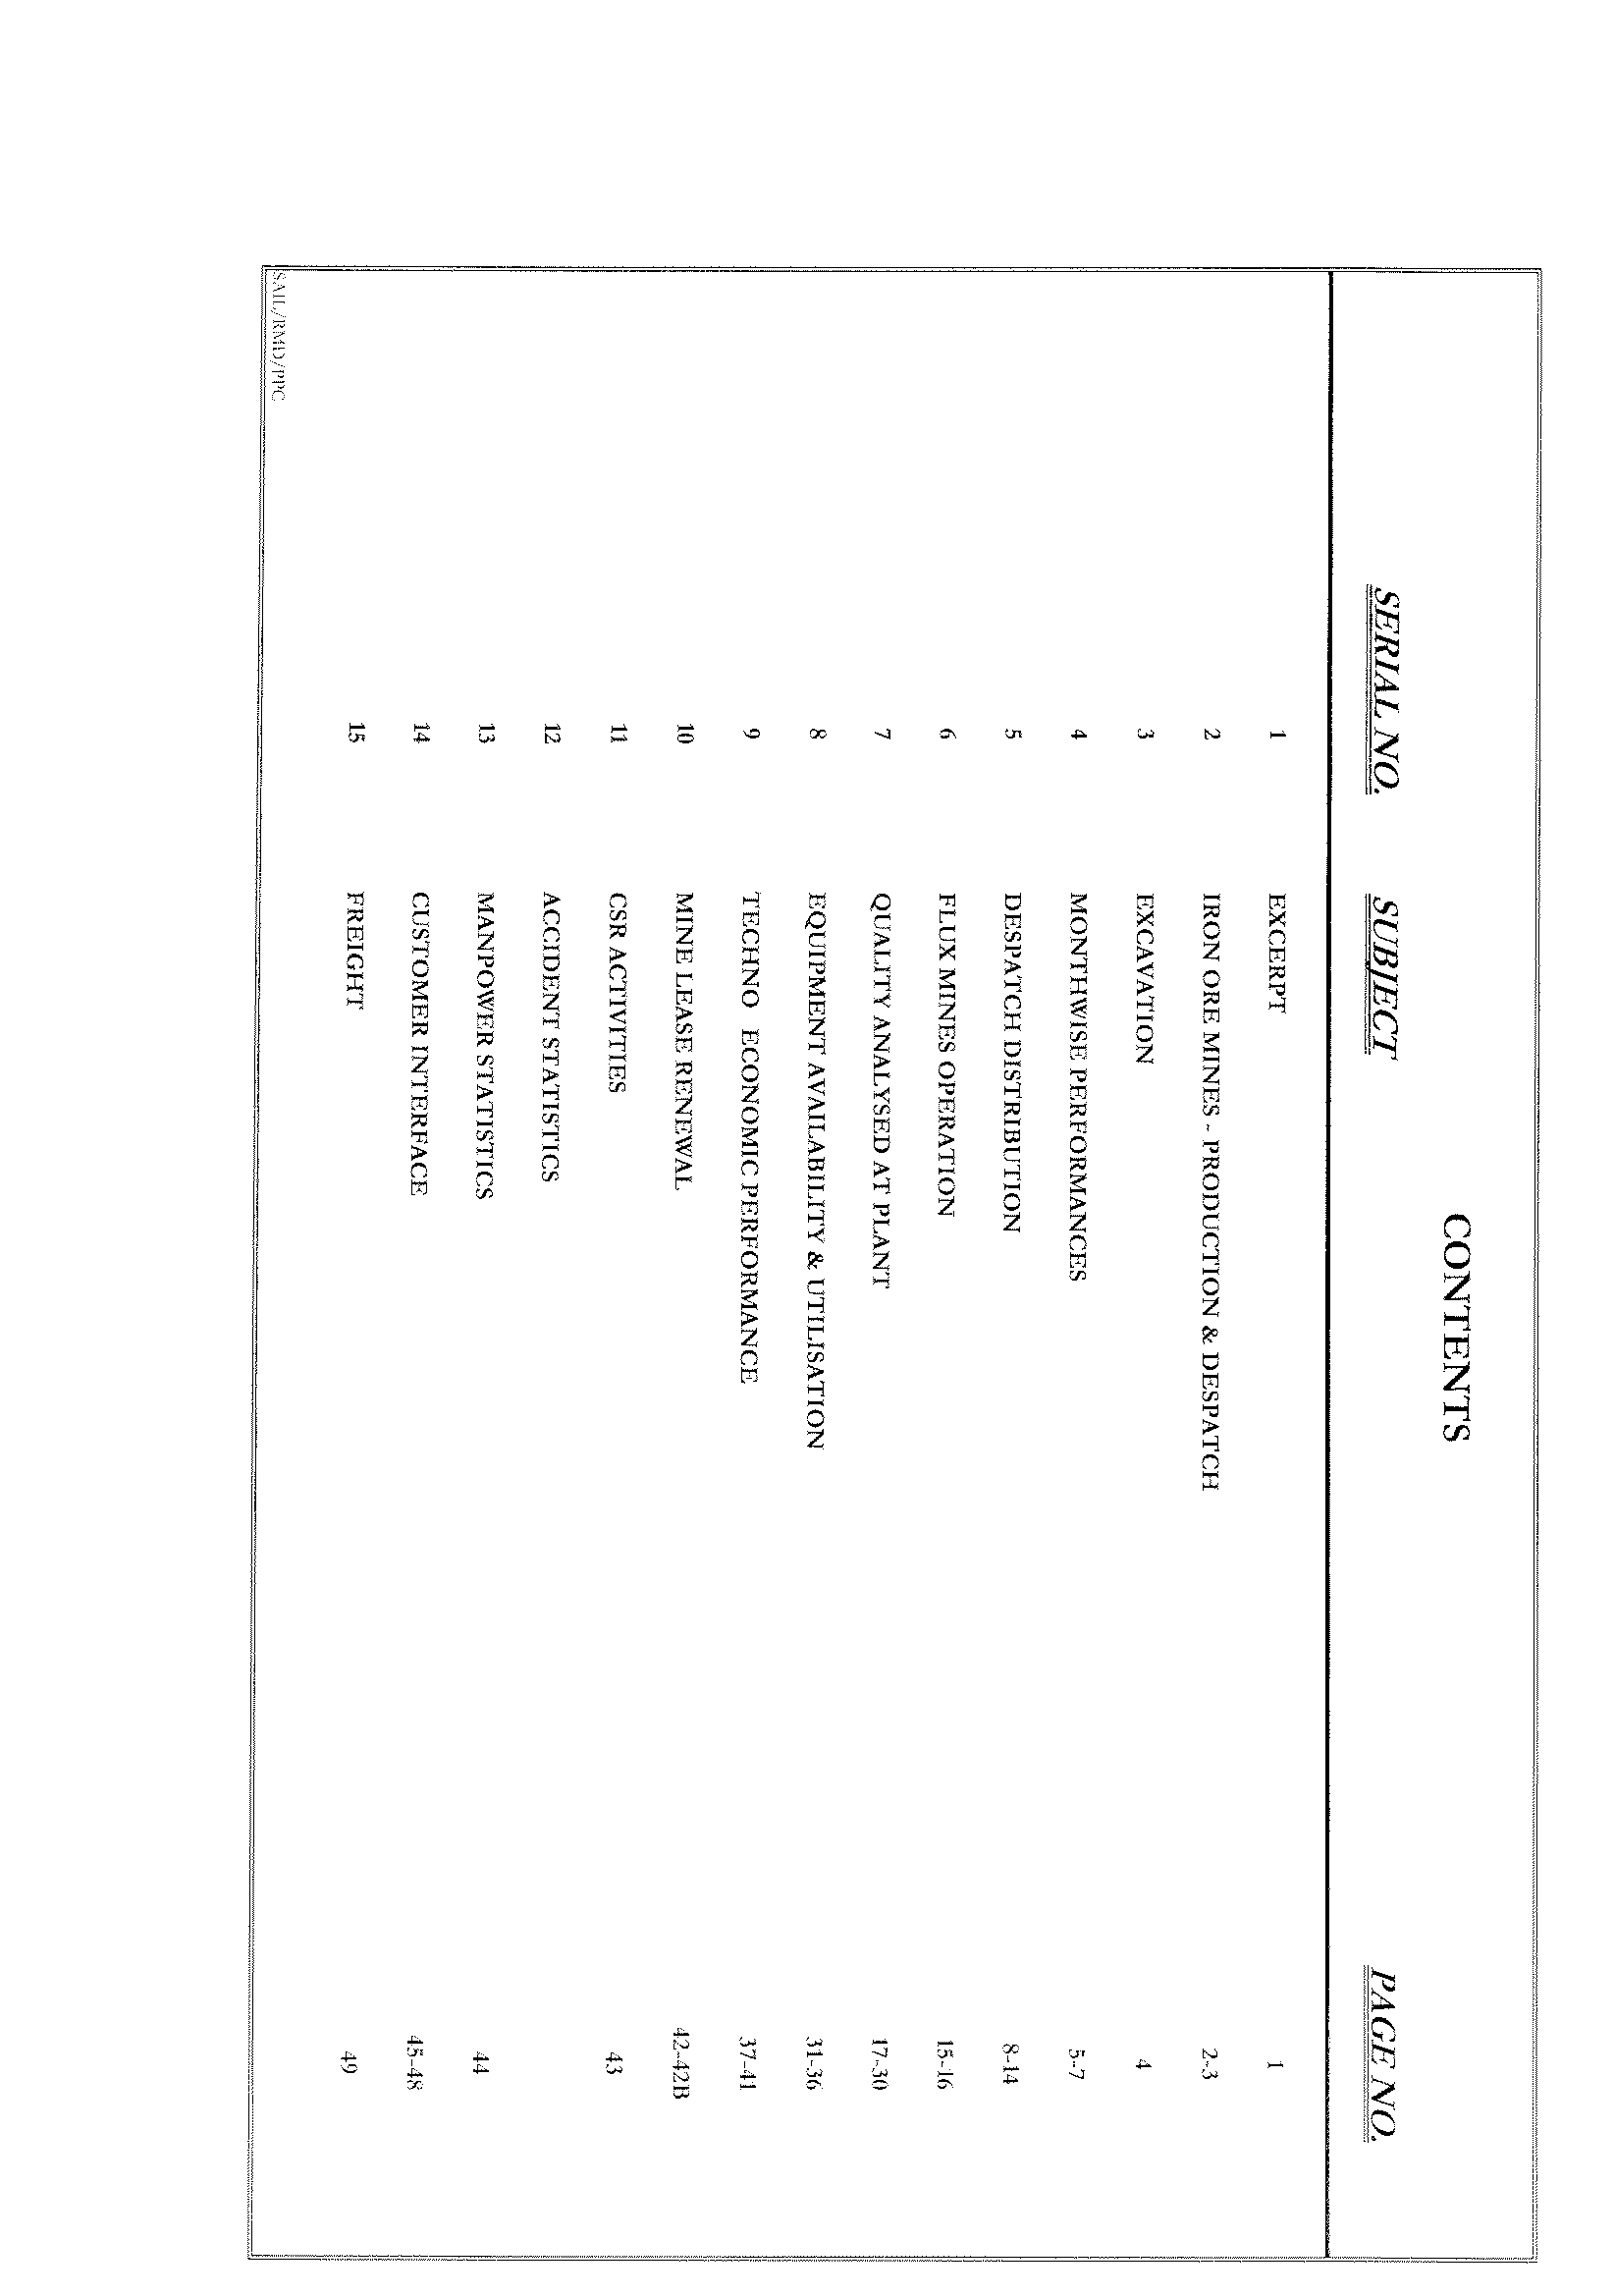 CONTENTS
SERIAL NO. SUBJECT PAGE NO.
1 EXCERPT 1
2 IRON ORE MINES - PRODUCTION & DESPATCH 2-3
3 EXCAVATION 4
4 MONTHWISE PERFORMANCES 5-7
5 DESPATCH DISTRIBUTION 8-14
6 FLUX MINES OPERATION 15-16
7 QUALITY ANALYSED AT PLANT 17-30
8 EQUIPMENT AVAILABILITY & UTILISATION 31-36
9 TECHNO ECONOMIC PERFORMANCE 37-41
10 MINE LEASE RENEWAL 42-42B
11 CSR ACTIVITIES 43
12 ACCIDENT STATISTICS
13 MANPOWER STATISTICS 44
14 CUSTOMER INTERFACE 45-48
15 FREIGHT 49
SAIL/RMD/PPC